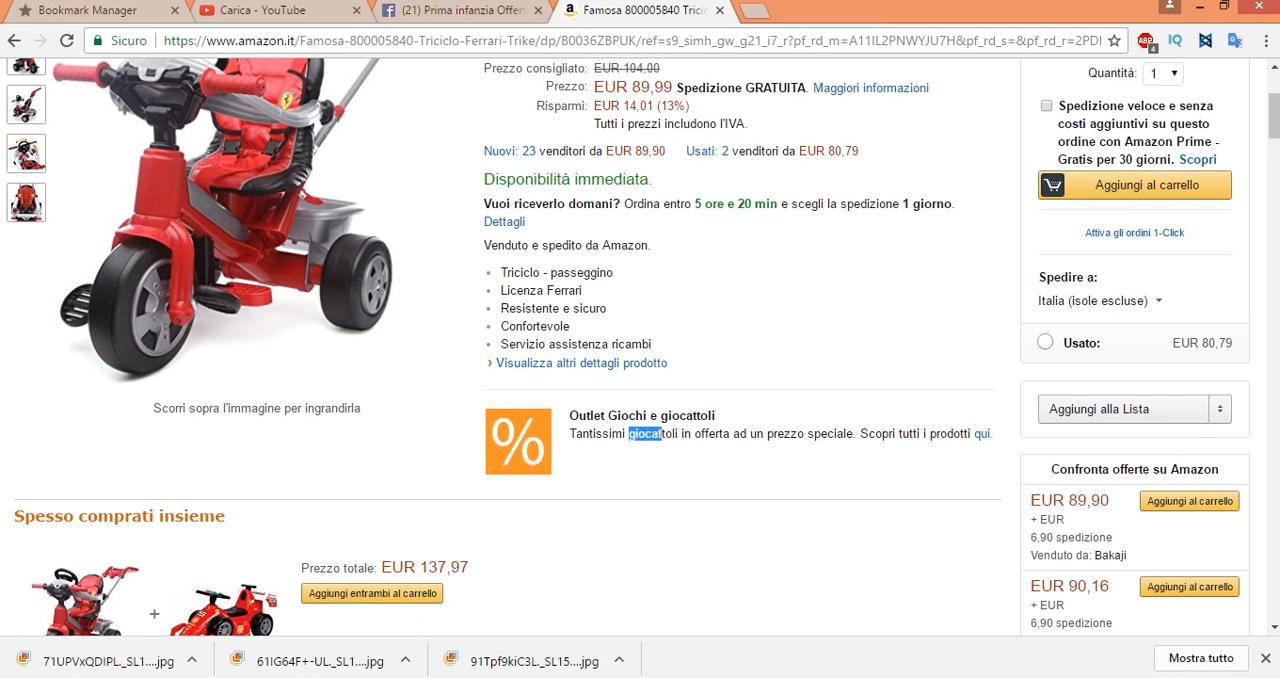 Bookmark Manager
Carica - YouTube
(21) Prima infanzia Offer
Famosa 800005840 Trici
Sicuro
https://www.amazon.it/Famosa-800005840-Triciclo-Ferrri-Trike/dp/B0036ZBPUK/ref=s9_simh_gw_g21_i7_r?pf_rd_m=A11IL2PNWYJU7H&pf_rd_s=&pf_rd_r=2PDI
Prezzo consigliato: EUR 104,00
Prezzo: EUR 89,99 Spedizione GRATUITA. Maggiori informazioni
Risparmi: EUR 14,01 (13%)
Tutti i prezzi includono l'IVA.
Nuovi: 23 venditori da EUR 89,90 Usati: 2 venditori da EUR 80,79
Disponibilità immediata.
Vuoi riceverlo domani? Ordina entro 5 ore e 20 min e scegli la spedizione 1 giorno.
Dettagli
Venduto e spedito da Amazon.
• Triciclo - passeggino
• Licenza Ferrari
• Resistente e sicuro
• Confortevole
• Servizio assistenza ricambi
› Visualizza altri dettagli prodotto
Scorri sopra l'immagine per ingrandirla
%
Outlet Giochi e giocattoli
Tantissimi giocattoli in offerta ad un prezzo speciale. Scopri tutti i prodotti qui.
Quantità: 1
Spedizione veloce e senza
costi aggiuntivi su questo
ordine con Amazon Prime -
Gratis per 30 giorni. Scopri
Aggiungi al carrello
Attiva gli ordini 1-Click
Spedire a:
Italia (isole escluse)
Usato: EUR 80,79
Aggiungi alla Lista
Confronta offerte su Amazon
EUR 89,90 Aggiungi al carrello
+ EUR
6,90 spedizione
Venduto da: Bakaji
EUR 90,16 Aggiungi al carrello
+ EUR
6,90 spedizione
Spesso comprati insieme
+
Prezzo totale: EUR 137,97
Aggiungi entrambi al carrello
71UPVxQDIPL._SL1....jpg
61IG64F+-UL._SL1....jpg
91Tpf9kiC3L._SL15....jpg
Mostra tutto